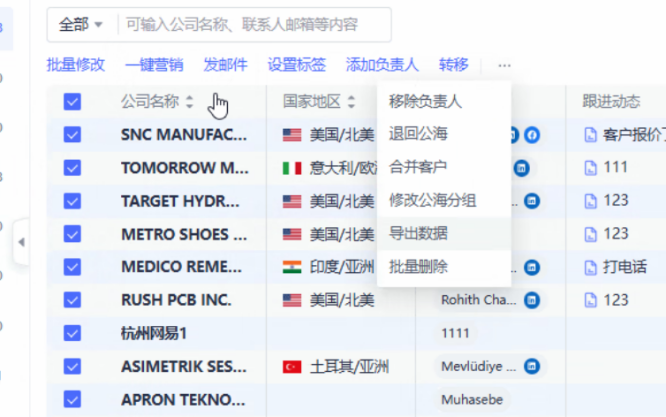 全部 可输入公司名称、联系人邮箱等内容
批量修改 一键营销 发邮件 设置标签 添加负责人 转移 ...
公司名称 国家地区 移除负责人 跟进动态
SNC MANUFAC... 美国/北美 退回公海 客户报价了
TOMORROW M... 意大利/欧 合并客户 111
TARGET HYDR... 美国/北美 修改公海分组 123
METRO SHOES ... 美国/北美 导出数据 123
MEDICO REME... 印度/亚洲 批量删除 打电话
RUSH PCB INC. 美国/北美 Rohith Cha... 123
杭州网易1 1111
ASIMETRIK SES... 土耳其/亚洲 Mevlüdiye ...
APRON TEKNO... Muhasebe